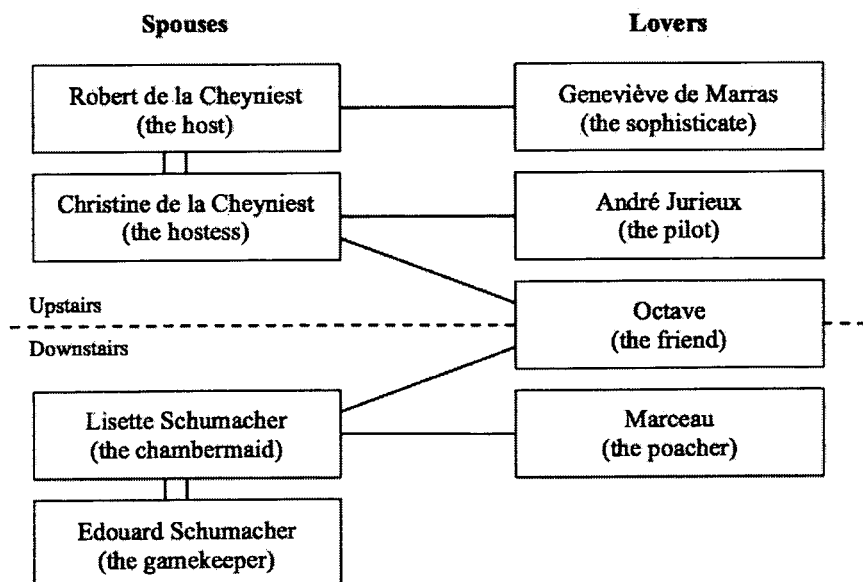 Spouses
Lovers
Robert de la Cheyniest
(the host)
Geneviève de Marras
(the sophisticate)
Christine de la Cheyniest
(the hostess)
André Jurieux
(the pilot)
Upstairs
Octave
(the friend)
Downstairs
Lisette Schumacher
(the chambermaid)
Marceau
(the poacher)
Edouard Schumacher
(the gamekeeper)